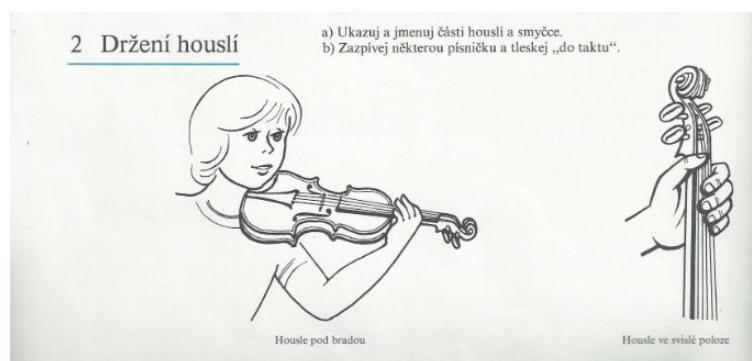 2 Držení houslí
a) Ukazuj a jmenuj části houslí a smyčce.
b) Zazpívej některou písničku a tleskej „do taktu“.
Housle pod bradou
Housle ve svislé poloze